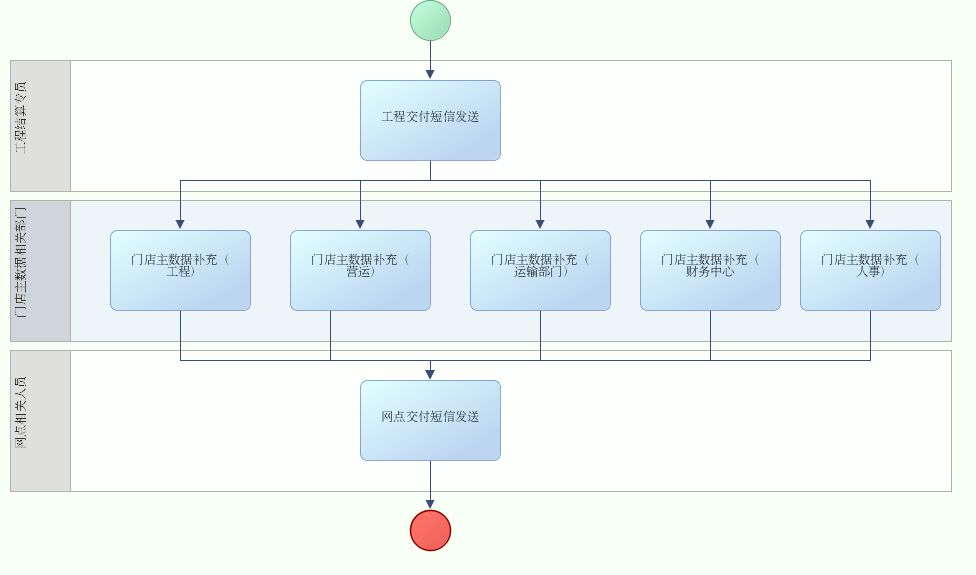 工程结算专员
工程交付短信发送
门店主数据相关部门
门店主数据补充（
工程）
门店主数据补充（
营运）
门店主数据补充（
运输部门）
门店主数据补充（
财务中心
门店主数据补充（
人事）
网点相关人员
网点交付短信发送